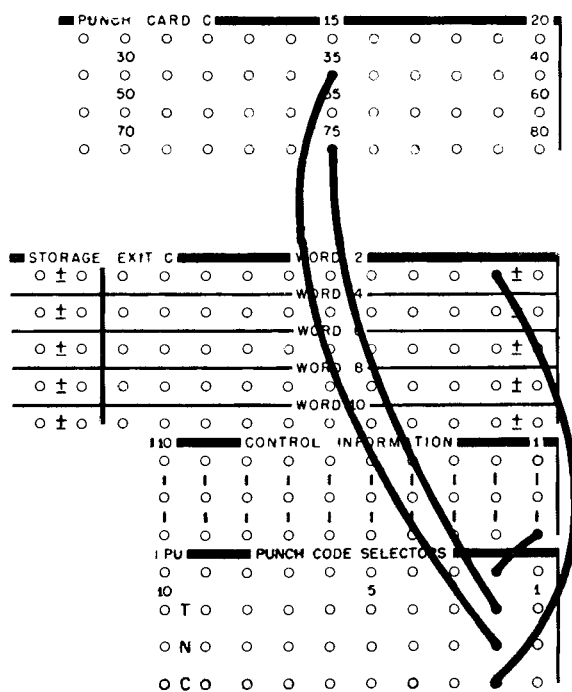 PUNCH CARD C 15 20
30 35 40
50 55 60
70 75 80
STORAGE EXIT C WORD 2
± ±
WORD 4
± ±
WORD 6
± ±
WORD 8
± ±
WORD 10
± ±
110 CONTROL INFORMATION 1
I PU PUNCH CODE SELECTORS
10 5 1
T
N
C